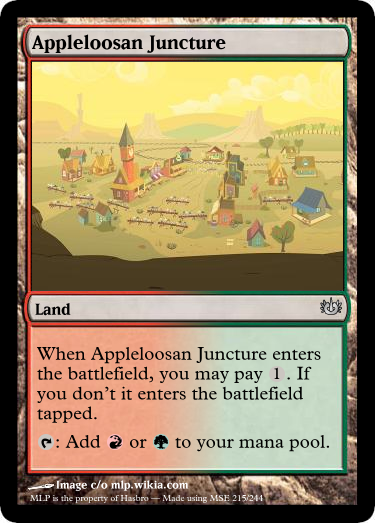 Appleloosan Juncture
Land
When Appleloosan Juncture enters
the battlefield, you may pay 1. If
you don't it enters the battlefield
tapped.
: Add or to your mana pool.
Image c/o mlp.wikia.com
MLP is the property of Hasbro — Made using MSE 215/244